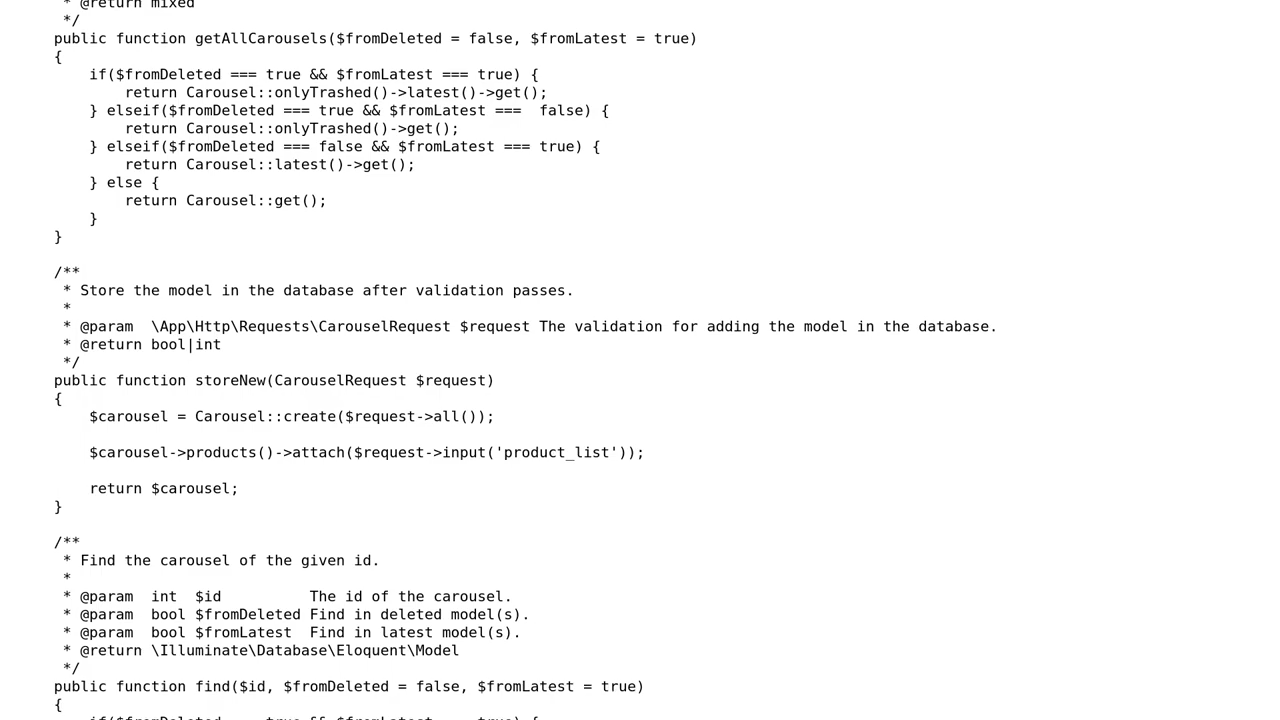 * @return mixed
     */
    public function getAllCarousels($fromDeleted = false, $fromLatest = true)
    {
        if($fromDeleted === true && $fromLatest === true) {
            return Carousel::onlyTrashed()->latest()->get();
        } elseif($fromDeleted === true && $fromLatest ===  false) {
            return Carousel::onlyTrashed()->get();
        } elseif($fromDeleted === false && $fromLatest === true) {
            return Carousel::latest()->get();
        } else {
            return Carousel::get();
        }
    }

    /**
     * Store the model in the database after validation passes.
     *
     * @param  \App\Http\Requests\CarouselRequest $request The validation for adding the model in the database.
     * @return bool|int
     */
    public function storeNew(CarouselRequest $request)
    {
        $carousel = Carousel::create($request->all());

        $carousel->products()->attach($request->input('product_list'));

        return $carousel;
    }

    /**
     * Find the carousel of the given id.
     *
     * @param  int  $id          The id of the carousel.
     * @param  bool $fromDeleted Find in deleted model(s).
     * @param  bool $fromLatest  Find in latest model(s).
     * @return \Illuminate\Database\Eloquent\Model
     */
    public function find($id, $fromDeleted = false, $fromLatest = true)
    {
        if($fromDeleted === true && $fromLatest === true) {